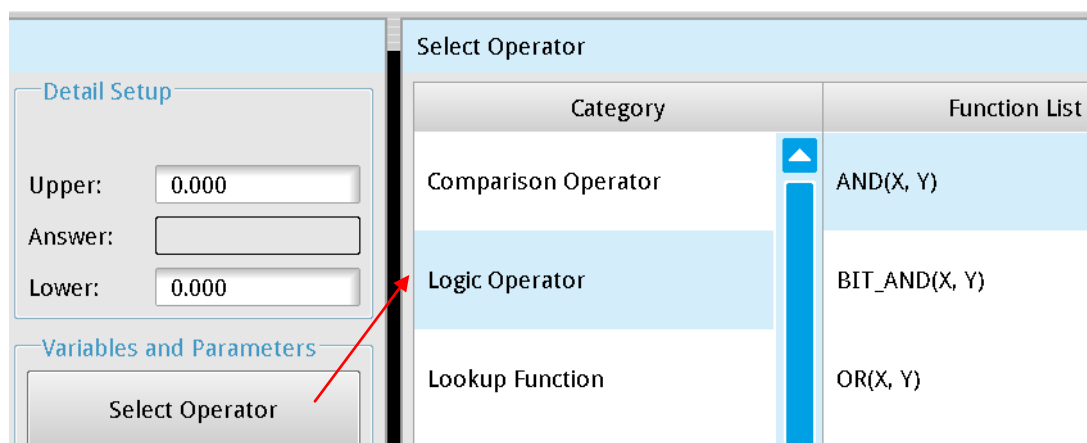 Detail Setup
Upper: 0.000
Answer:
Lower: 0.000
Variables and Parameters
Select Operator
Select Operator
Category Function List
Comparison Operator AND(X, Y)
Logic Operator BIT_AND(X, Y)
Lookup Function OR(X, Y)